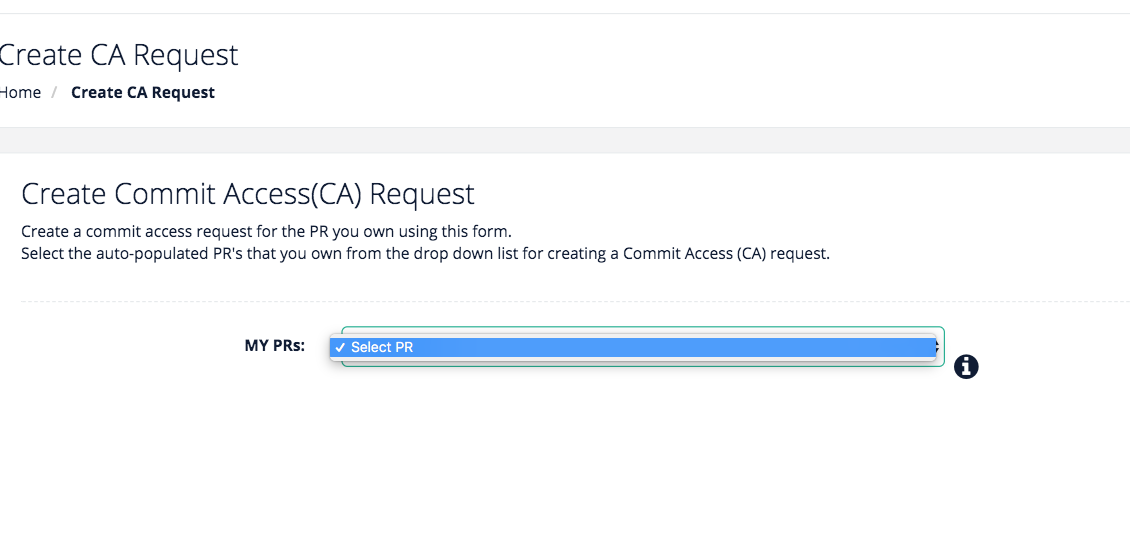 Create CA Request
Home / Create CA Request
Create Commit Access(CA) Request
Create a commit access request for the PR you own using this form.
Select the auto-populated PR's that you own from the drop down list for creating a Commit Access (CA) request.
MY PRs: ✓ Select PR